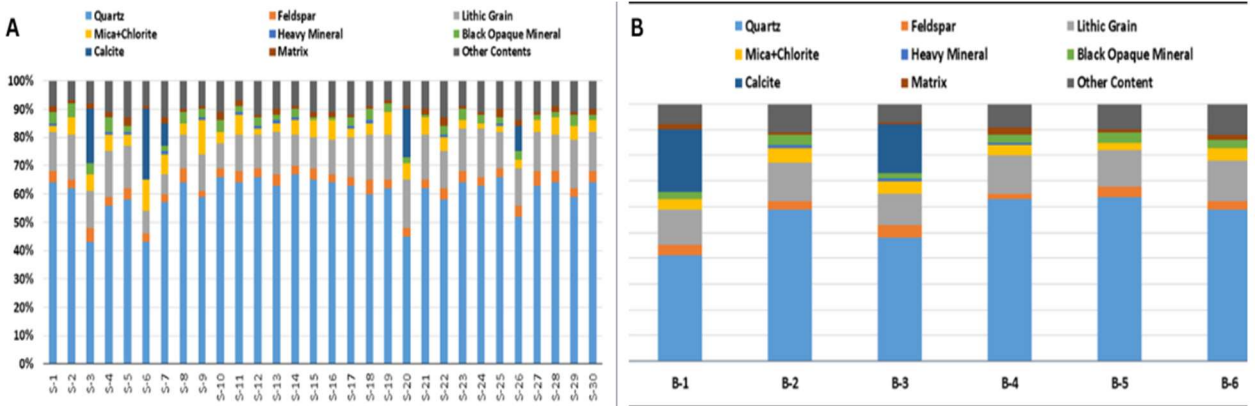 A
Quartz Feldspar Lithic Grain
Mica+Chlorite Heavy Mineral Black Opaque Mineral
Calcite Matrix Other Contents
100%
90%
80%
70%
60%
50%
40%
30%
20%
10%
0%
S-1 S-2 S-3 S-4 S-5 S-6 S-7 S-8 S-9 S-10 S-11 S-12 S-13 S-14 S-15 S-16 S-17 S-18 S-19 S-20 S-21 S-22 S-23 S-24 S-25 S-26 S-27 S-28 S-29 S-30
B
Quartz Feldspar Lithic Grain
Mica+Chlorite Heavy Mineral Black Opaque Mineral
Calcite Matrix Other Content
B-1 B-2 B-3 B-4 B-5 B-6